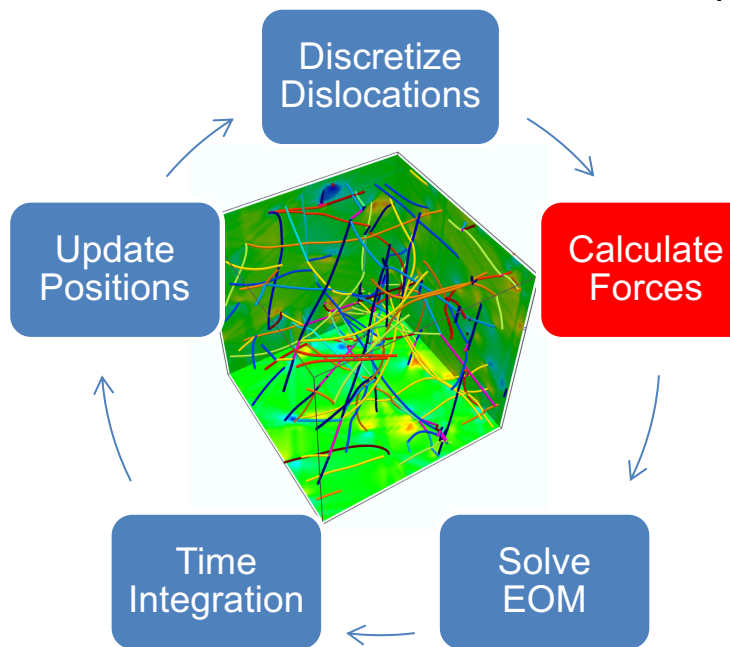 Discretize
Dislocations
Calculate
Forces
Solve
EOM
Time
Integration
Update
Positions